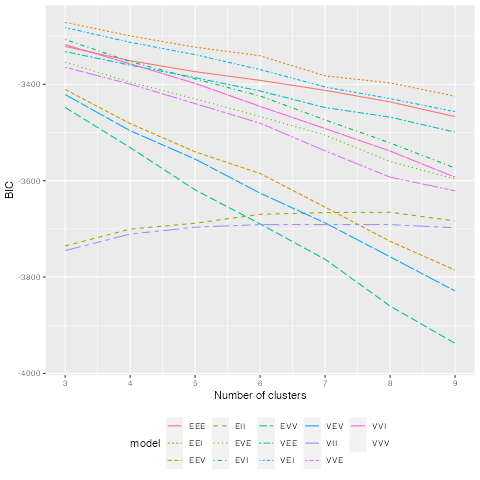 BIC
-3400
-3600
-3800
-4000
3 4 5 6 7 8 9
Number of clusters
model
EEE EII EVV VEV VVI
EEI EVE VEE VII VVV
EEV EVI VEI VVE